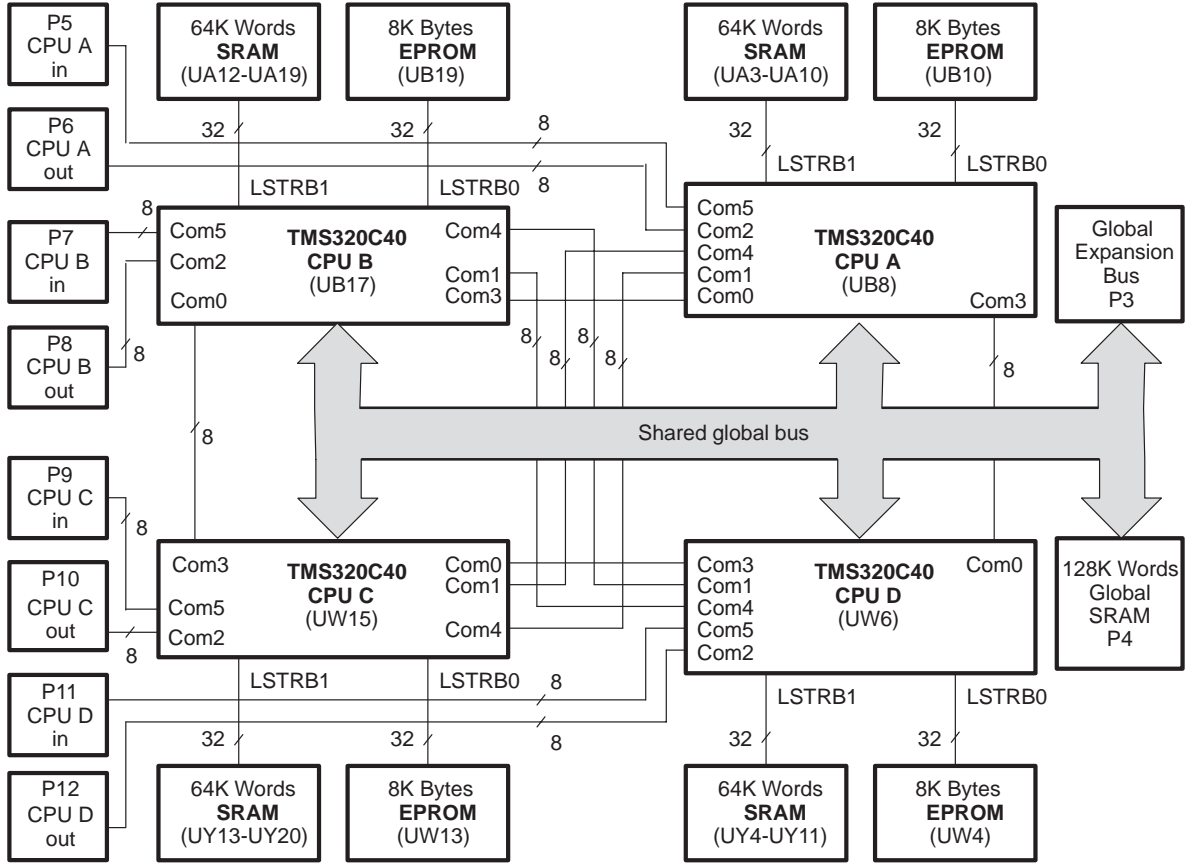 P5
CPU A
in
64K Words
SRAM
(UA12-UA19)
8K Bytes
EPROM
(UB19)
64K Words
SRAM
(UA3-UA10)
8K Bytes
EPROM
(UB10)
P6
CPU A
out
32
32
8
8
32
32
LSTRB1
LSTRB0
LSTRB1
LSTRB0
P7
CPU B
in
8
Com5
Com2
Com0
TMS320C40
CPU B
(UB17)
Com4
Com1
Com3
Com5
Com2
Com4
Com1
Com0
TMS320C40
CPU A
(UB8)
Com3
Global
Expansion
Bus
P3
P8
CPU B
out
8
8
8
8
8
8
8
Shared global bus
P9
CPU C
in
8
P10
CPU C
out
8
Com3
Com5
Com2
TMS320C40
CPU C
(UW15)
Com0
Com1
Com4
Com3
Com1
Com4
Com5
Com2
TMS320C40
CPU D
(UW6)
Com0
128K Words
Global
SRAM
P4
P11
CPU D
in
LSTRB1
LSTRB0
8
8
LSTRB1
LSTRB0
32
32
32
32
P12
CPU D
out
64K Words
SRAM
(UY13-UY20)
8K Bytes
EPROM
(UW13)
64K Words
SRAM
(UY4-UY11)
8K Bytes
EPROM
(UW4)